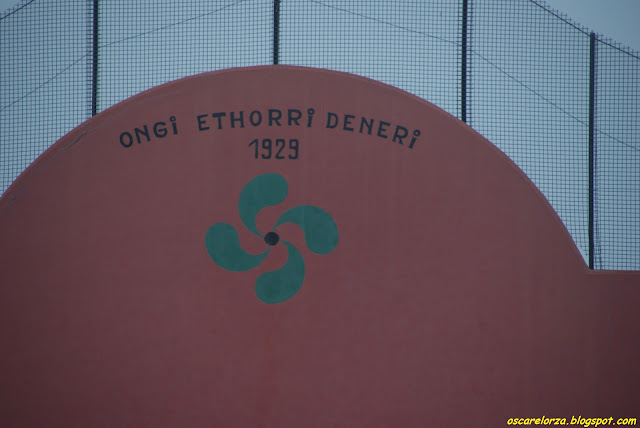 ONGi ETHORRi DENERi
1929
oscarelorza.blogspot.com